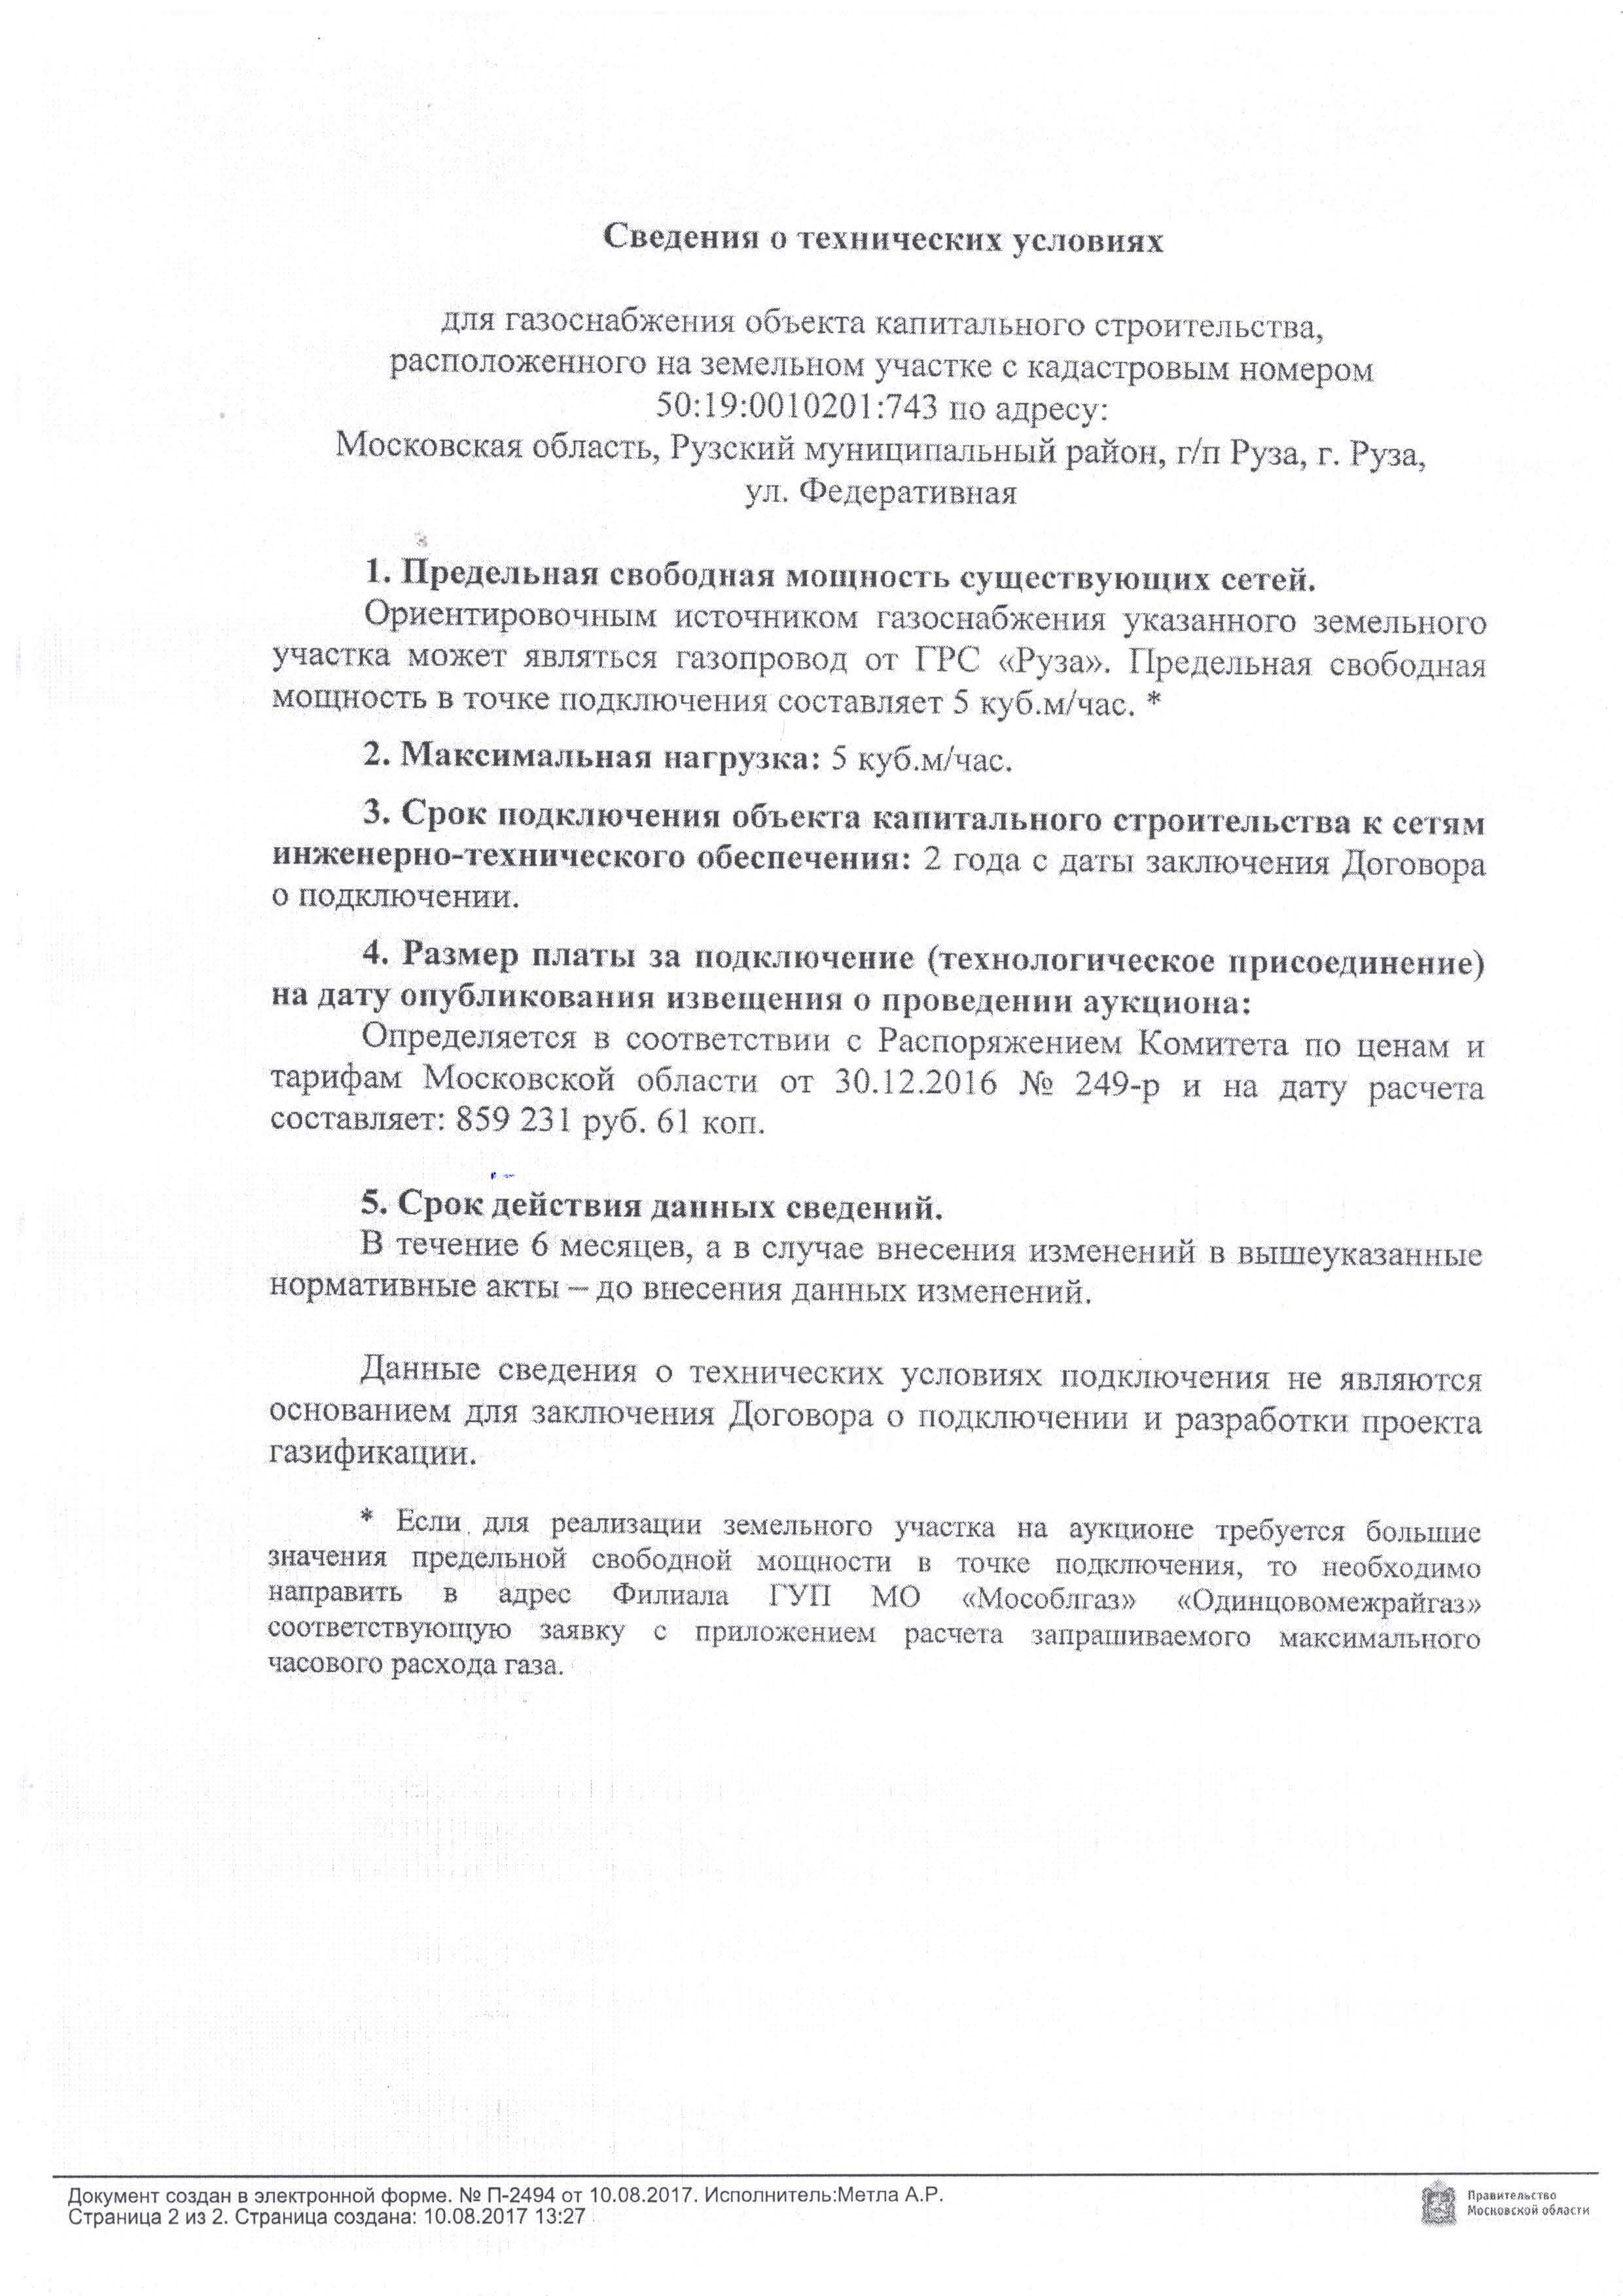 Сведения о технических условиях
для газоснабжения объекта капитального строительства,
расположенного на земельном участке с кадастровым номером
50:19:0010201:743 по адресу:
Московская область, Рузский муниципальный район, г/п Руза, г. Руза,
ул. Федеративная
1. Предельная свободная мощность существующих сетей.
Ориентировочным источником газоснабжения указанного земельного
участка может являться газопровод от ГРС «Руза». Предельная свободная
мощность в точке подключения составляет 5 куб.м/час. *
2. Максимальная нагрузка: 5 куб.м/час.
3. Срок подключения объекта капитального строительства к сетям
инженерно-технического обеспечения: 2 года с даты заключения Договора
о подключении.
4. Размер платы за подключение (технологическое присоединение)
на дату опубликования извещения о проведении аукциона:
Определяется в соответствии с Распоряжением Комитета по ценам и
тарифам Московской области от 30.12.2016 № 249-р и на дату расчета
составляет: 859 231 руб. 61 коп.
5. Срок действия данных сведений.
В течение 6 месяцев, а в случае внесения изменений в вышеуказанные
нормативные акты – до внесения данных изменений.
Данные сведения о технических условиях подключения не являются
основанием для заключения Договора о подключении и разработки проекта
газификации.
* Если для реализации земельного участка на аукционе требуется большие
значения предельной свободной мощности в точке подключения, то необходимо
направить в адрес Филиала ГУП МО «Мособлгаз» «Одинцовомежрайгаз»
соответствующую заявку с приложением расчета запрашиваемого максимального
часового расхода газа.
Документ создан в электронной форме. № П-2494 от 10.08.2017. Исполнитель:Метла А.Р.
Страница 2 из 2. Страница создана: 10.08.2017 13:27
Правительство
Московской области